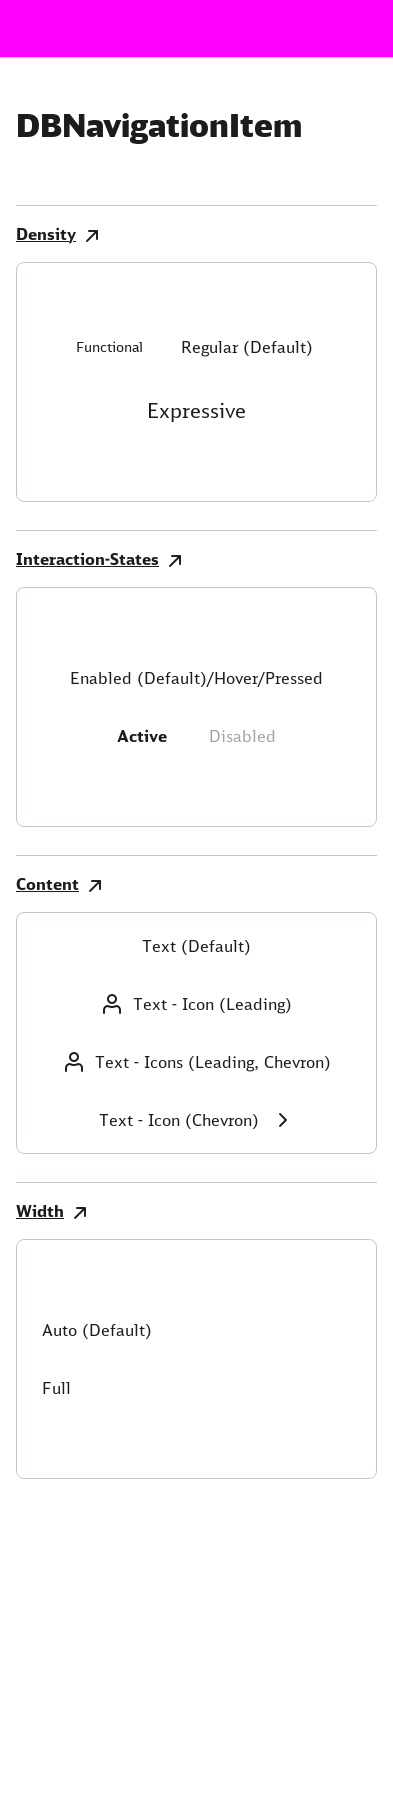 DBNavigationItem
Density
Functional Regular (Default)
Expressive
Interaction-States
Enabled (Default)/Hover/Pressed
Active Disabled
Content
Text (Default)
Text - Icon (Leading)
Text - Icons (Leading, Chevron)
Text - Icon (Chevron)
Width
Auto (Default)
Full